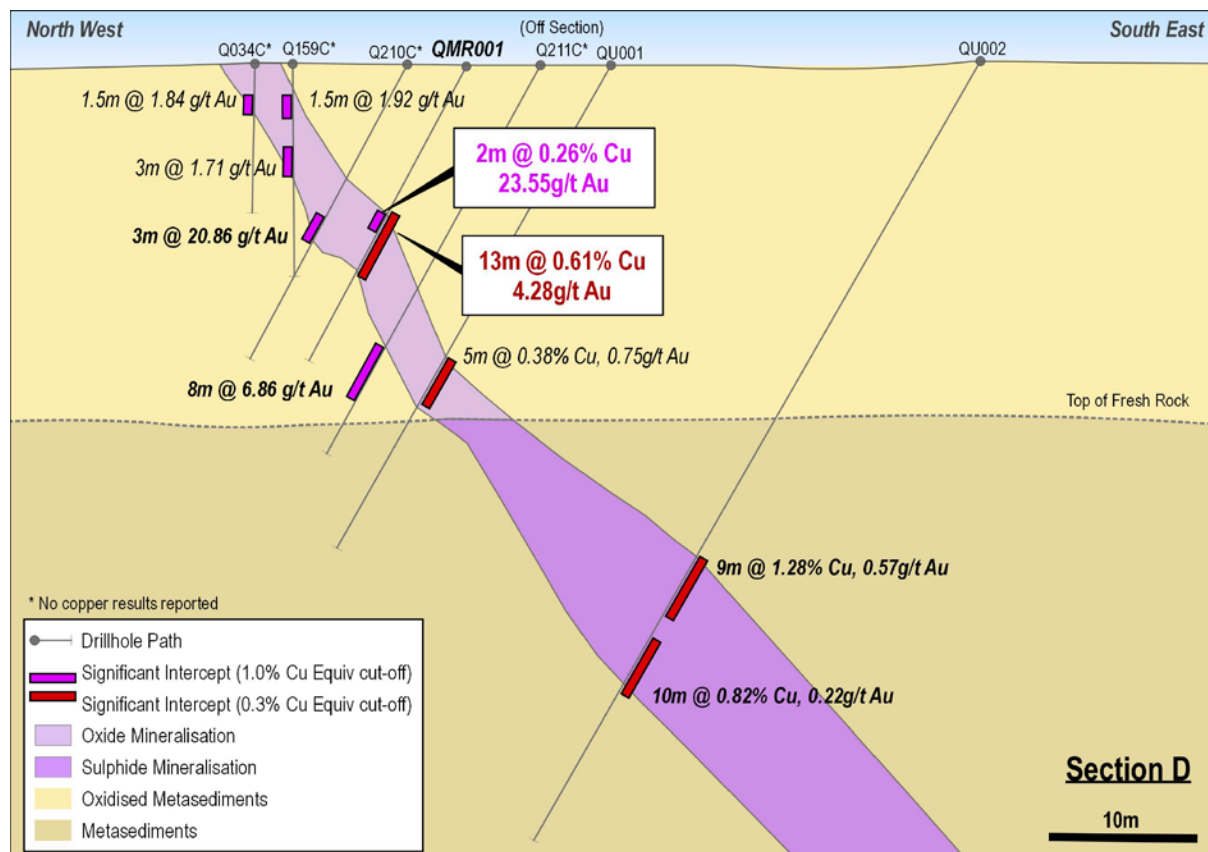 North West
(Off Section)
South East
Q034C*
Q159C*
Q210C*
QMR001
Q211C*
QU001
QU002
1.5m @ 1.84 g/t Au
1.5m @ 1.92 g/t Au
3m @ 1.71 g/t Au
2m @ 0.26% Cu
23.55g/t Au
3m @ 20.86 g/t Au
13m @ 0.61% Cu
4.28g/t Au
5m @ 0.38% Cu, 0.75g/t Au
8m @ 6.86 g/t Au
Top of Fresh Rock
9m @ 1.28% Cu, 0.57g/t Au
10m @ 0.82% Cu, 0.22g/t Au
* No copper results reported
Drillhole Path
Significant Intercept (1.0% Cu Equiv cut-off)
Significant Intercept (0.3% Cu Equiv cut-off)
Oxide Mineralisation
Sulphide Mineralisation
Oxidised Metasediments
Metasediments
Section D
10m